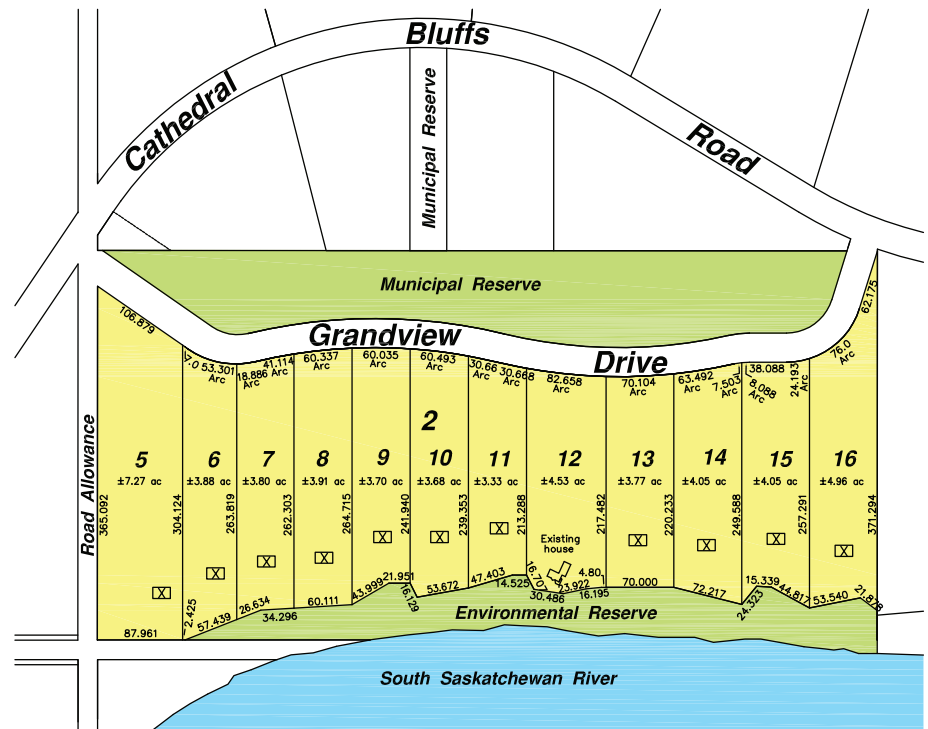 Cathedral
Bluffs
Road
Municipal Reserve
Municipal Reserve
Grandview
Drive
106.879
7.0
53.301
Arc
18.886
Arc
41.114
Arc
60.337
Arc
60.035
Arc
60.493
Arc
30.66
Arc
30.668
Arc
82.658
Arc
70.104
Arc
63.492
Arc
7.503
Arc
8.088
Arc
38.088
24.193
Arc
76.0
Arc
62.175
2
5
±7.27 ac
6
±3.88 ac
7
±3.80 ac
8
±3.91 ac
9
±3.70 ac
10
±3.68 ac
11
±3.33 ac
12
±4.53 ac
13
±3.77 ac
14
±4.05 ac
15
±4.05 ac
16
±4.96 ac
Road Allowance
365.092
304.124
263.819
262.303
264.715
241.940
239.353
213.288
217.482
220.233
249.588
257.291
371.294
X
X
X
X
X
X
X
X
X
X
X
Existing
house
87.961
2.425
57.439
26.634
34.296
60.111
43.999
21.951
16.129
53.672
47.403
14.525
16.707
30.486
23.922
16.195
4.80
70.000
72.217
24.323
15.339
44.817
53.540
21.878
Environmental Reserve
South Saskatchewan River